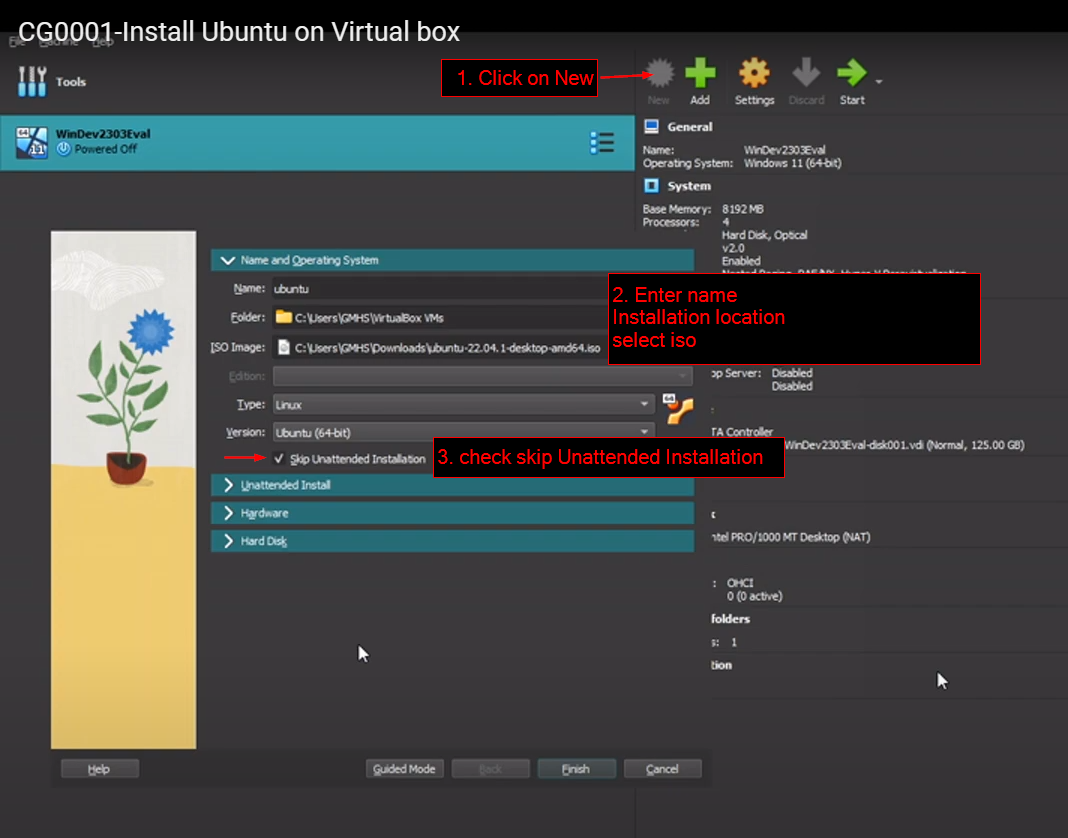 CG0001-Install Ubuntu on Virtual box
File Machine Help
Tools
1. Click on New
New Add Settings Discard Start
64
11
WinDev2303Eval
Powered Off
General
Name: WinDev2303Eval
Operating System: Windows 11 (64-bit)
System
Base Memory: 8192 MB
Processors: 4
Hard Disk, Optical
v2.0
Enabled
Name and Operating System
Name: ubuntu
Folder: C:\Users\GMHS\VirtualBox VMs
ISO Image: C:\Users\GMHS\Downloads\ubuntu-22.04.1-desktop-amd64.iso
2. Enter name
Installation location
select iso
Edition:
Type: Linux
64
Version: Ubuntu (64-bit)
Skip Unattended Installation
3. check skip Unattended Installation
Unattended Install
Hardware
Hard Disk
op Server: Disabled
Disabled
TA Controller
WinDev2303Eval-disk001.vdi (Normal, 125.00 GB)
ntel PRO/1000 MT Desktop (NAT)
: OHCI
0 (0 active)
folders
s: 1
tion
Help Guided Mode Back Finish Cancel